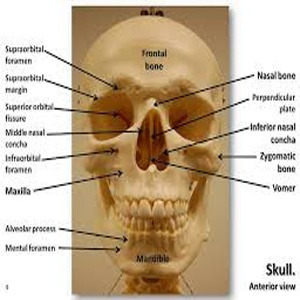 Supraorbital
foramen
Supraorbital
margin
Superior orbital
fissure
Middle nasal
concha
Infraorbital
foramen
Maxilla
Alveolar process
Mental foramen
Frontal
bone
Mandible
Nasal bone
Perpendicular
plate
Inferior nasal
concha
Zygomatic
bone
Vomer
Skull.
Anterior view